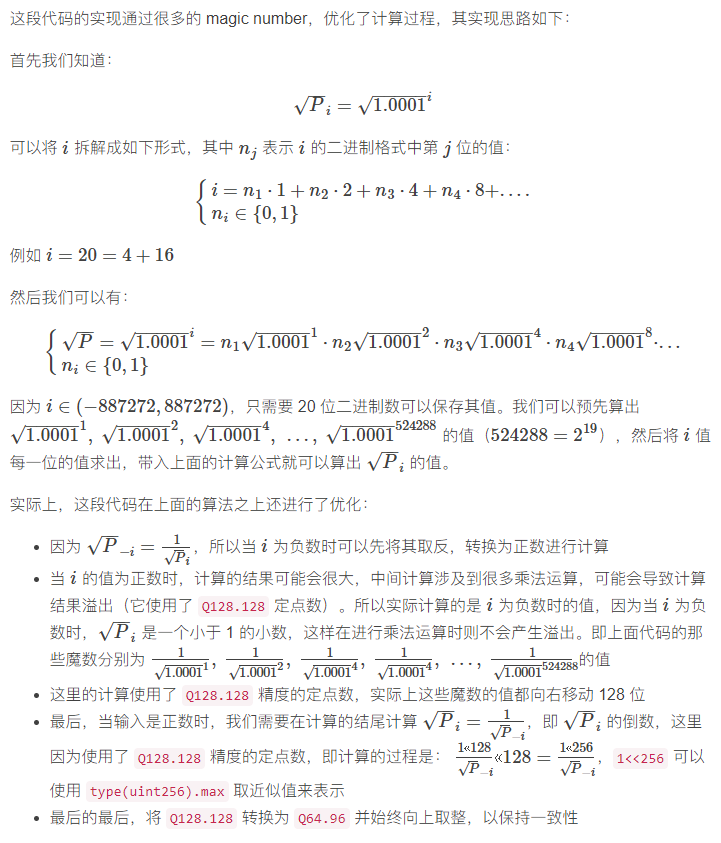 这段代码的实现通过很多的 magic number，优化了计算过程，其实现思路如下：
首先我们知道：
$\sqrt{P}_i = \sqrt{1.0001}^i$
可以将 $i$ 拆解成如下形式，其中 $n_j$ 表示 $i$ 的二进制格式中第 $j$ 位的值：
$\begin{cases} i = n_1 \cdot 1 + n_2 \cdot 2 + n_3 \cdot 4 + n_4 \cdot 8 + \ldots. \\ n_i \in \{0, 1\} \end{cases}$
例如 $i = 20 = 4 + 16$
然后我们可以有：
$\begin{cases} \sqrt{P} = \sqrt{1.0001}^i = n_1\sqrt{1.0001}^1 \cdot n_2\sqrt{1.0001}^2 \cdot n_3\sqrt{1.0001}^4 \cdot n_4\sqrt{1.0001}^8 \cdot \ldots \\ n_i \in \{0, 1\} \end{cases}$
因为 $i \in (-887272, 887272)$，只需要 20 位二进制数可以保存其值。我们可以预先算出
$\sqrt{1.0001}^1, \sqrt{1.0001}^2, \sqrt{1.0001}^4, \ldots, \sqrt{1.0001}^{524288}$ 的值（$524288 = 2^{19}$），然后将 $i$ 值
每一位的值求出，带入上面的计算公式就可以算出 $\sqrt{P}_i$ 的值。
实际上，这段代码在上面的算法之上还进行了优化：
• 因为 $\sqrt{P}_{-i} = \frac{1}{\sqrt{P}_i}$，所以当 $i$ 为负数时可以先将其取反，转换为正数进行计算
• 当 $i$ 的值为正数时，计算的结果可能会很大，中间计算涉及到很多乘法运算，可能会导致计算
结果溢出（它使用了 Q128.128 定点数）。所以实际计算的是 $i$ 为负数时的值，因为当 $i$ 为负
数时，$\sqrt{P}_i$ 是一个小于 1 的小数，这样在进行乘法运算时则不会产生溢出。即上面代码的那
些魔数分别为 $\frac{1}{\sqrt{1.0001}^1}, \frac{1}{\sqrt{1.0001}^2}, \frac{1}{\sqrt{1.0001}^4}, \frac{1}{\sqrt{1.0001}^4}, \ldots, \frac{1}{\sqrt{1.0001}^{524288}}$的值
• 这里的计算使用了 Q128.128 精度的定点数，实际上这些魔数的值都向右移动 128 位
• 最后，当输入是正数时，我们需要在计算的结尾计算 $\sqrt{P}_i = \frac{1}{\sqrt{P}_{-i}}$，即 $\sqrt{P}_i$ 的倒数，这里
因为使用了 Q128.128 精度的定点数，即计算的过程是： $\frac{1«128}{\sqrt{P}_{-i}}«128 = \frac{1«256}{\sqrt{P}_{-i}}$，1<<256 可以
使用 type(uint256).max 取近似值来表示
• 最后的最后，将 Q128.128 转换为 Q64.96 并始终向上取整，以保持一致性